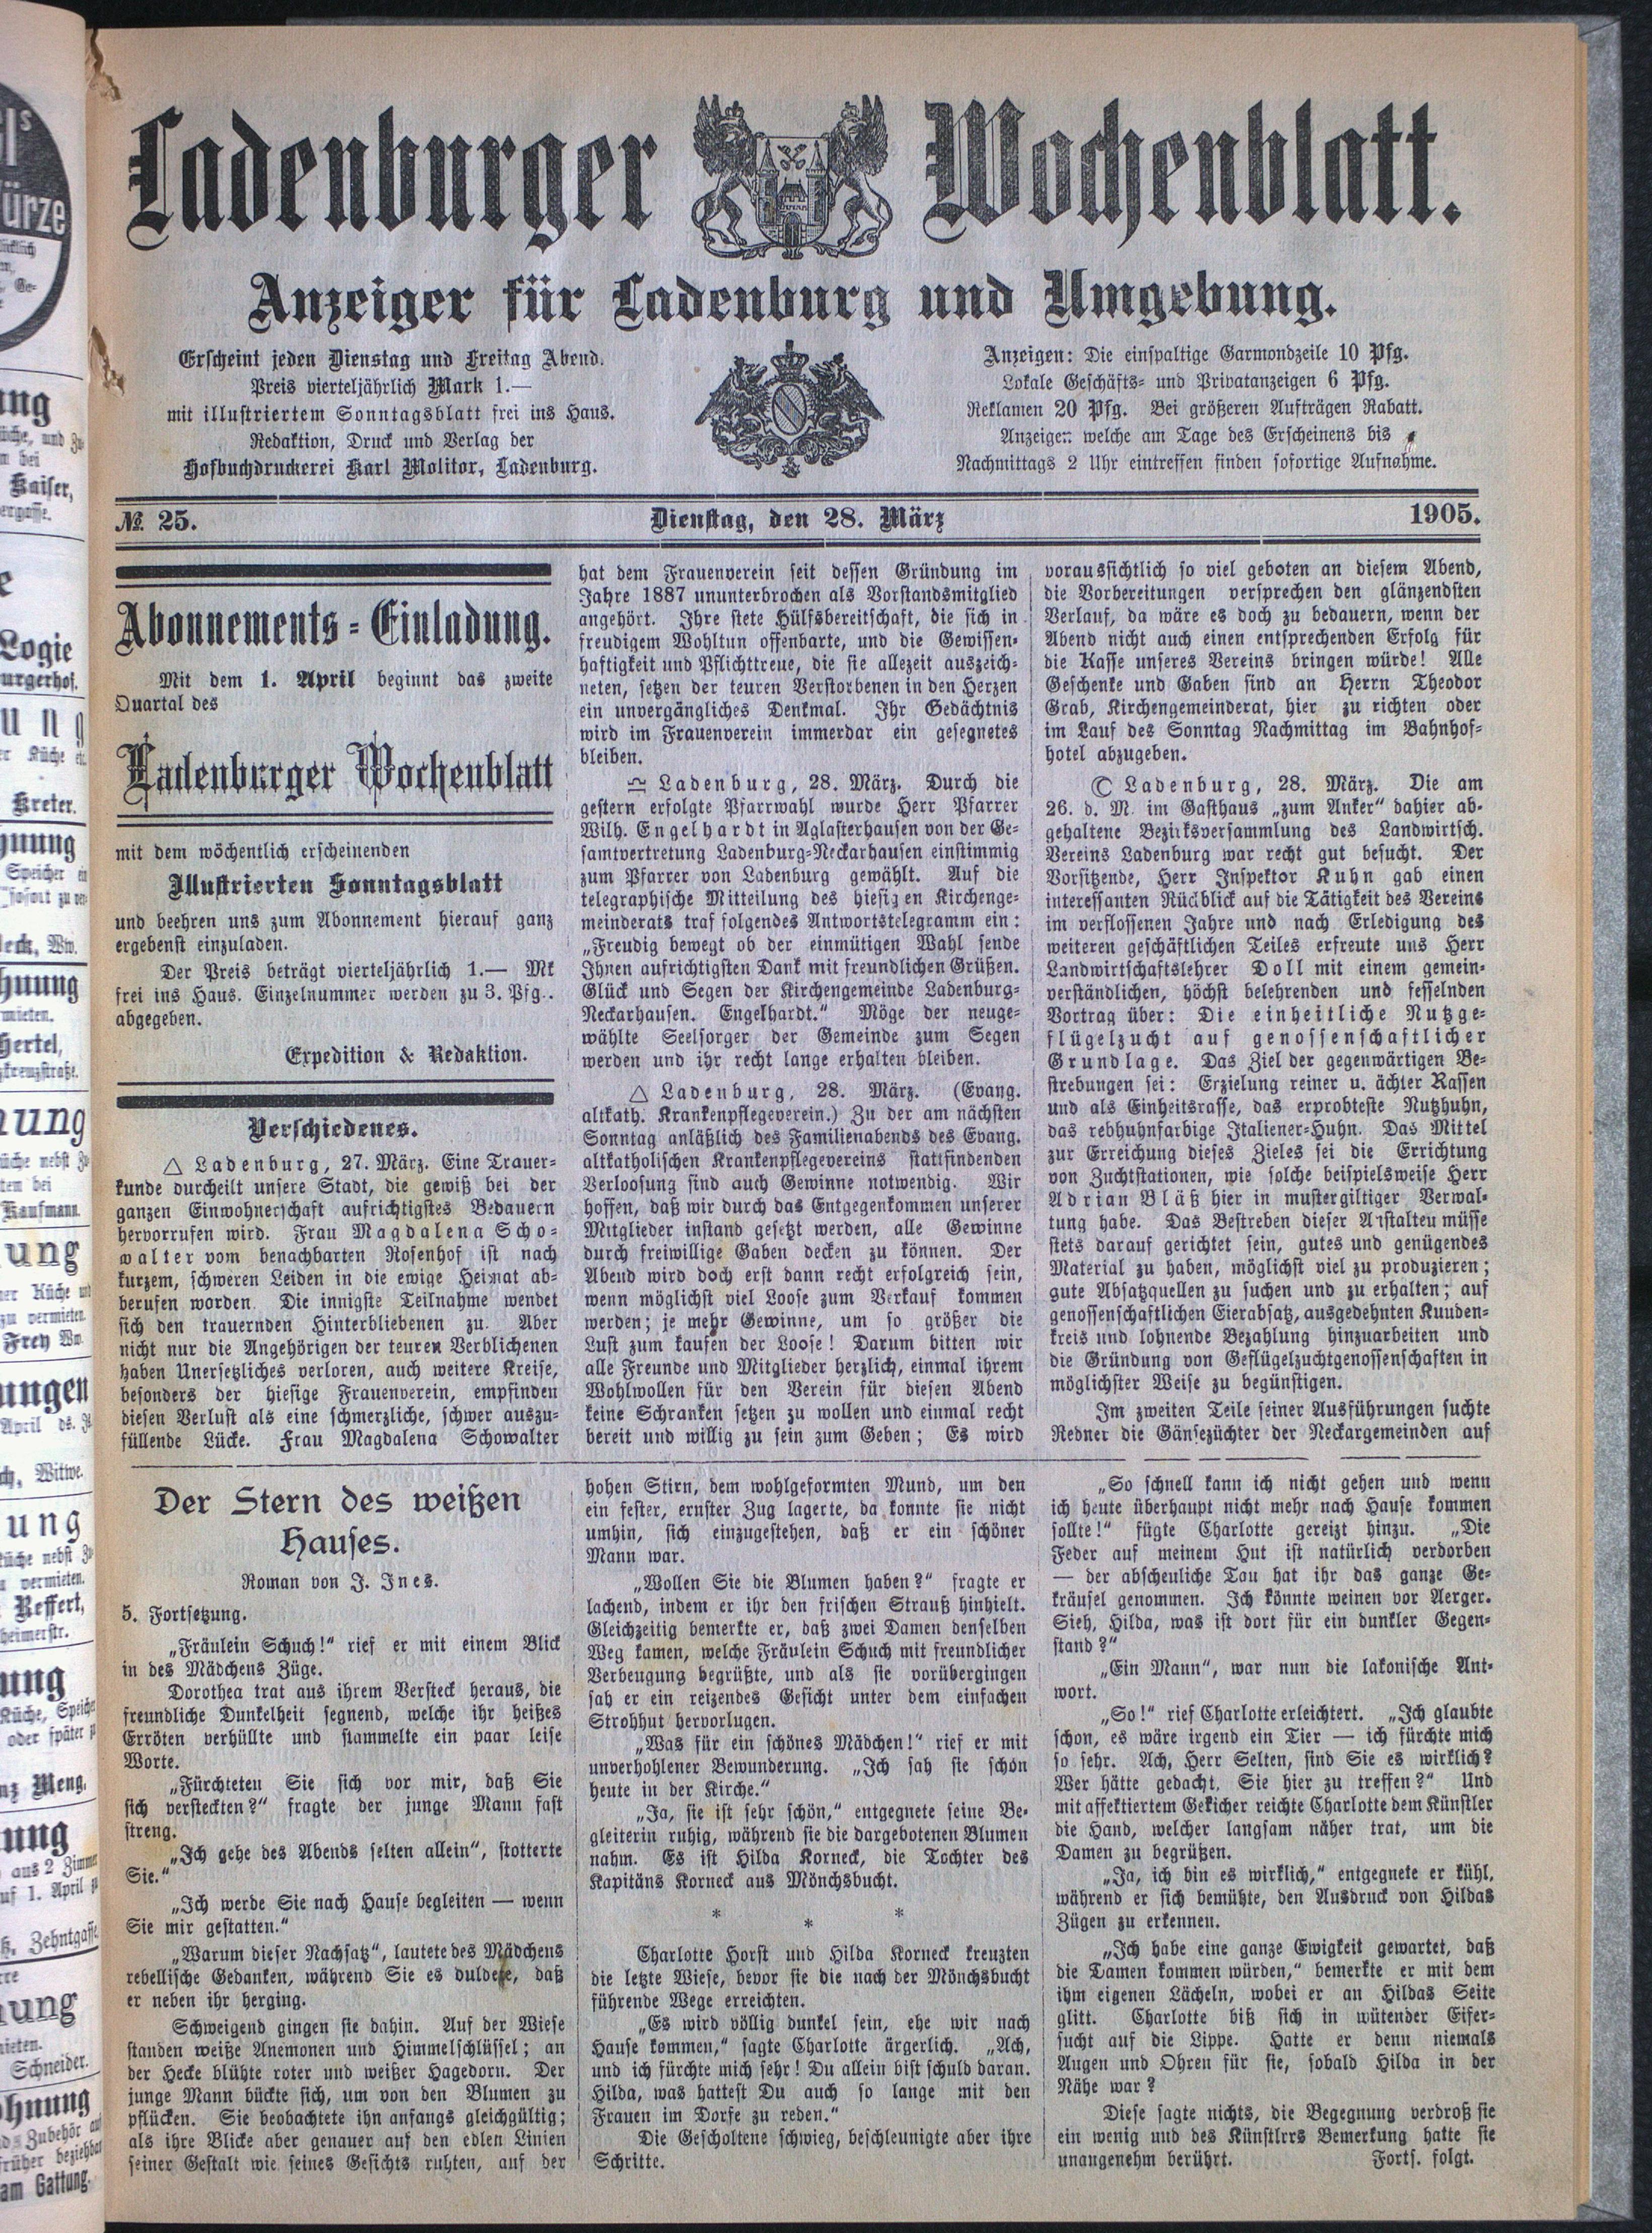 Ladenburger Wochenblatt.
Anzeiger für Ladenburg und Umgebung.
Erscheint jeden Dienstag und Freitag Abend.
Preis vierteljährlich Mark 1.—
mit illustriertem Sonntagsblatt frei ins Haus.
Redaktion, Druck und Verlag der
Hofbuchdruckerei Karl Molitor, Ladenburg.
Anzeigen: Die einspaltige Garmondzeile 10 Pfg.
Lokale Geschäfts- und Privatanzeigen 6 Pfg.
Reklamen 20 Pfg. Bei größeren Aufträgen Rabatt.
Anzeigen welche am Tage des Erscheinens bis
Nachmittags 2 Uhr eintreffen finden sofortige Aufnahme.
№ 25. Dienstag, den 28. März 1905.
Abonnements-Einladung.
Mit dem 1. April beginnt das zweite
Quartal des
Ladenburger Wochenblatt
mit dem wöchentlich erscheinenden
Illustrierten Sonntagsblatt
und beehren uns zum Abonnement hierauf ganz
ergebenst einzuladen.
Der Preis beträgt vierteljährlich 1.— Mk
frei ins Haus. Einzelnummer werden zu 3. Pfg..
abgegeben.
Expedition & Redaktion.
Verschiedenes.
△ Ladenburg, 27. März. Eine Trauer-
kunde durcheilt unsere Stadt, die gewiß bei der
ganzen Einwohnerschaft aufrichtigstes Bedauern
hervorrufen wird. Frau Magdalena Scho-
walter vom benachbarten Rosenhof ist nach
kurzem, schweren Leiden in die ewige Heimat ab-
berufen worden. Die innigste Teilnahme wendet
sich den trauernden Hinterbliebenen zu. Aber
nicht nur die Angehörigen der teuren Verblichenen
haben Unersetzliches verloren, auch weitere Kreise,
besonders der hiesige Frauenverein, empfinden
diesen Verlust als eine schmerzliche, schwer auszu-
füllende Lücke. Frau Magdalena Schowalter
hat dem Frauenverein seit dessen Gründung im
Jahre 1887 ununterbrochen als Vorstandsmitglied
angehört. Ihre stete Hülfsbereitschaft, die sich in
freudigem Wohltun offenbarte, und die Gewissen-
haftigkeit und Pflichttreue, die sie allezeit auszeich-
neten, setzen der teuren Verstorbenen in den Herzen
ein unvergängliches Denkmal. Ihr Gedächtnis
wird im Frauenverein immerdar ein gesegnetes
bleiben.
≃ Ladenburg, 28. März. Durch die
gestern erfolgte Pfarrwahl wurde Herr Pfarrer
Wilh. Engelhardt in Aglasterhausen von der Ge-
samtvertretung Ladenburg-Neckarhausen einstimmig
zum Pfarrer von Ladenburg gewählt. Auf die
telegraphische Mitteilung des hiesigen Kirchenge-
meinderats traf folgendes Antwortstelegramm ein:
„Freudig bewegt ob der einmütigen Wahl sende
Ihnen aufrichtigsten Dank mit freundlichen Grüßen.
Glück und Segen der Kirchengemeinde Ladenburg-
Neckarhausen. Engelhardt.“ Möge der neuge-
wählte Seelsorger der Gemeinde zum Segen
werden und ihr recht lange erhalten bleiben.
△ Ladenburg, 28. März. (Evang.
altkath. Krankenpflegeverein.) Zu der am nächsten
Sonntag anläßlich des Familienabends des Evang.
altkatholischen Krankenpflegevereins stattfindenden
Verloosung sind auch Gewinne notwendig. Wir
hoffen, daß wir durch das Entgegenkommen unserer
Mitglieder instand gesetzt werden, alle Gewinne
durch freiwillige Gaben decken zu können. Der
Abend wird doch erst dann recht erfolgreich sein,
wenn möglichst viel Loose zum Verkauf kommen
werden; je mehr Gewinne, um so größer die
Lust zum kaufen der Loose! Darum bitten wir
alle Freunde und Mitglieder herzlich, einmal ihrem
Wohlwollen für den Verein für diesen Abend
keine Schranken setzen zu wollen und einmal recht
bereit und willig zu sein zum Geben; Es wird
voraussichtlich so viel geboten an diesem Abend,
die Vorbereitungen versprechen den glänzendsten
Verlauf, da wäre es doch zu bedauern, wenn der
Abend nicht auch einen entsprechenden Erfolg für
die Kasse unseres Vereins bringen würde! Alle
Geschenke und Gaben sind an Herrn Theodor
Grab, Kirchengemeinderat, hier zu richten oder
im Lauf des Sonntag Nachmittag im Bahnhof-
hotel abzugeben.
Ⓒ Ladenburg, 28. März. Die am
26. d. M. im Gasthaus „zum Anker“ dahier ab-
gehaltene Bezirksversammlung des Landwirtsch.
Vereins Ladenburg war recht gut besucht. Der
Vorsitzende, Herr Inspektor Kuhn gab einen
interessanten Rückblick auf die Tätigkeit des Vereins
im verflossenen Jahre und nach Erledigung des
weiteren geschäftlichen Teiles erfreute uns Herr
Landwirtschaftslehrer Doll mit einem gemein-
verständlichen, höchst belehrenden und fesselnden
Vortrag über: Die einheitliche Nutzge-
flügelzucht auf genossenschaftlicher
Grundlage. Das Ziel der gegenwärtigen Be-
strebungen sei: Erzielung reiner u. ächter Rassen
und als Einheitsrasse, das erprobteste Nutzhuhn,
das rebhuhnfarbige Italiener-Huhn. Das Mittel
zur Erreichung dieses Zieles sei die Errichtung
von Zuchtstationen, wie solche beispielsweise Herr
Adrian Bläß hier in mustergiltiger Verwal-
tung habe. Das Bestreben dieser Anstalten müsse
stets darauf gerichtet sein, gutes und genügendes
Material zu haben, möglichst viel zu produzieren;
gute Absatzquellen zu suchen und zu erhalten; auf
genossenschaftlichen Eierabsatz, ausgedehnten Kunden-
kreis und lohnende Bezahlung hinzuarbeiten und
die Gründung von Geflügelzuchtgenossenschaften in
möglichster Weise zu begünstigen.
Im zweiten Teile seiner Ausführungen suchte
Redner die Gänsezüchter der Neckargemeinden auf
Der Stern des weißen
Hauses.
Roman von J. Ines.
5. Fortsetzung.
„Fräulein Schuch!“ rief er mit einem Blick
in des Mädchens Züge.
Dorothea trat aus ihrem Versteck heraus, die
freundliche Dunkelheit segnend, welche ihr heißes
Erröten verhüllte und stammelte ein paar leise
Worte.
„Fürchteten Sie sich vor mir, daß Sie
sich versteckten?“ fragte der junge Mann fast
streng.
„Ich gehe des Abends selten allein“, stotterte
Sie.“
„Ich werde Sie nach Hause begleiten — wenn
Sie mir gestatten.“
„Warum dieser Nachsatz“, lautete des Mädchens
rebellische Gedanken, während Sie es duldete, daß
er neben ihr herging.
Schweigend gingen sie dahin. Auf der Wiese
standen weiße Anemonen und Himmelschlüssel; an
der Hecke blühte roter und weißer Hagedorn. Der
junge Mann bückte sich, um von den Blumen zu
pflücken. Sie beobachtete ihn anfangs gleichgültig;
als ihre Blicke aber genauer auf den edlen Linien
seiner Gestalt wie seines Gesichts ruhten, auf der
hohen Stirn, dem wohlgeformten Mund, um den
ein fester, ernster Zug lagerte, da konnte sie nicht
umhin, sich einzugestehen, daß er ein schöner
Mann war.
„Wollen Sie die Blumen haben?“ fragte er
lachend, indem er ihr den frischen Strauß hinhielt.
Gleichzeitig bemerkte er, daß zwei Damen denselben
Weg kamen, welche Fräulein Schuch mit freundlicher
Verbeugung begrüßte, und als sie vorübergingen
sah er ein reizendes Gesicht unter dem einfachen
Strohhut hervorlugen.
„Was für ein schönes Mädchen!“ rief er mit
unverhohlener Bewunderung. „Ich sah sie schon
heute in der Kirche.“
„Ja, sie ist sehr schön,“ entgegnete seine Be-
gleiterin ruhig, während sie die dargebotenen Blumen
nahm. Es ist Hilda Korneck, die Tochter des
Kapitäns Korneck aus Mönchsbucht.
* * *
Charlotte Horst und Hilda Korneck kreuzten
die letzte Wiese, bevor sie die nach der Mönchsbucht
führende Wege erreichten.
„Es wird völlig dunkel sein, ehe wir nach
Hause kommen,“ sagte Charlotte ärgerlich. „Ach,
und ich fürchte mich sehr! Du allein bist schuld daran.
Hilda, was hattest Du auch so lange mit den
Frauen im Dorfe zu reden.“
Die Gescholtene schwieg, beschleunigte aber ihre
Schritte.
„So schnell kann ich nicht gehen und wenn
ich heute überhaupt nicht mehr nach Hause kommen
sollte!“ fügte Charlotte gereizt hinzu. „Die
Feder auf meinem Hut ist natürlich verdorben
— der abscheuliche Tau hat ihr das ganze Ge-
kräusel genommen. Ich könnte weinen vor Aerger.
Sieh, Hilda, was ist dort für ein dunkler Gegen-
stand?“
„Ein Mann“, war nun die lakonische Ant-
wort.
„So!“ rief Charlotte erleichtert. „Ich glaubte
schon, es wäre irgend ein Tier — ich fürchte mich
so sehr. Ach, Herr Selten, sind Sie es wirklich?
Wer hätte gedacht, Sie hier zu treffen?“ Und
mit affektiertem Gekicher reichte Charlotte dem Künstler
die Hand, welcher langsam näher trat, um die
Damen zu begrüßen.
„Ja, ich bin es wirklich,“ entgegnete er kühl,
während er sich bemühte, den Ausdruck von Hildas
Zügen zu erkennen.
„Ich habe eine ganze Ewigkeit gewartet, daß
die Damen kommen würden,“ bemerkte er mit dem
ihm eigenen Lächeln, wobei er an Hildas Seite
glitt. Charlotte biß sich in wütender Eifer-
sucht auf die Lippe. Hatte er denn niemals
Augen und Ohren für sie, sobald Hilda in der
Nähe war?
Diese sagte nichts, die Begegnung verdroß sie
ein wenig und des Künstlers Bemerkung hatte sie
unangenehm berührt. Forts. folgt.